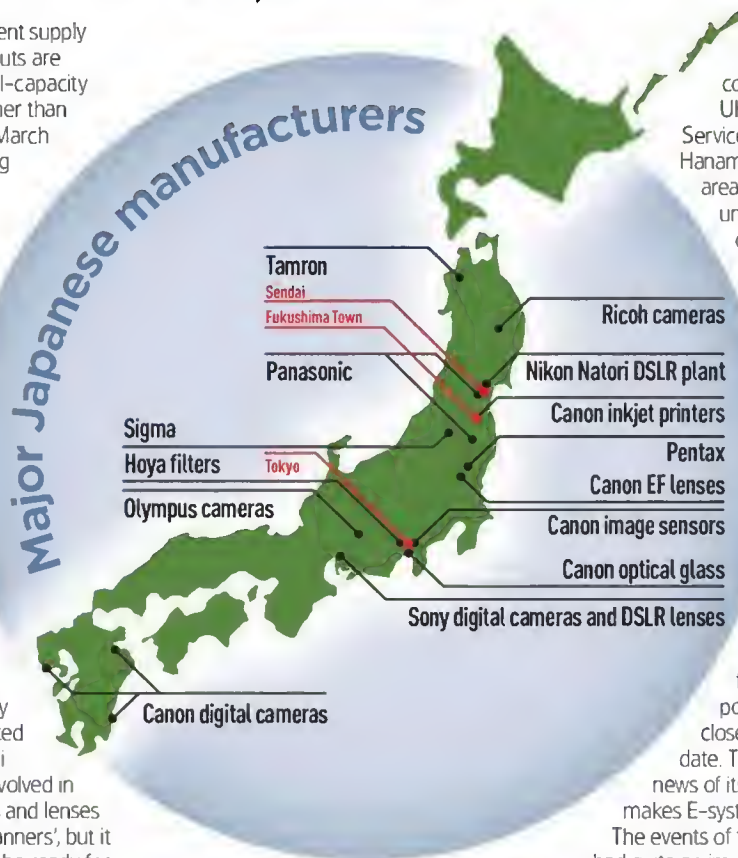 ent supply
uts are
l-capacity
ner than
March
g
co
Service
Hanam
area
un
Major Japanese manufacturers
Tamron
Sendai
Fukushima Town
Panasonic
Sigma
Hoya filters
Tokyo
Olympus cameras
Ricoh cameras
Nikon Natori DSLR plant
Canon inkjet printers
Pentax
Canon EF lenses
Canon image sensors
Canon optical glass
Sony digital cameras and DSLR lenses
Canon digital cameras
y
ted
i
volved in
s and lenses
anners', but it
po
close
date. T
news of it
makes E-syst
The events of t